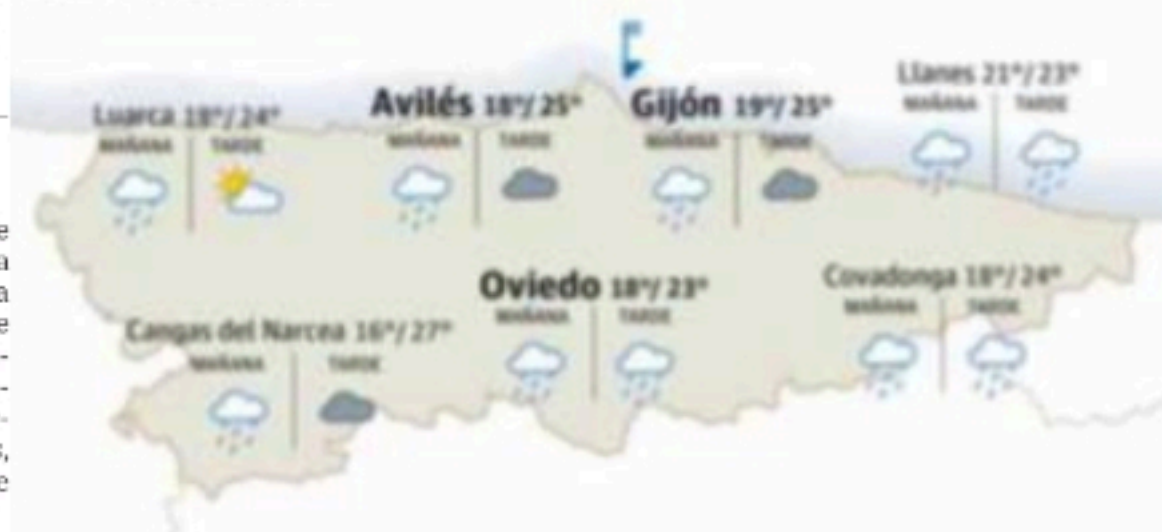 Llanes 21°/23°
MAÑANA TARDE
Luarca 18°/24°
MAÑANA TARDE
Avilés 18°/25°
MAÑANA TARDE
Gijón 19°/25°
MAÑANA TARDE
Oviedo 18°/23°
MAÑANA TARDE
Covadonga 18°/24°
MAÑANA TARDE
Cangas del Narcea 16°/27°
MAÑANA TARDE